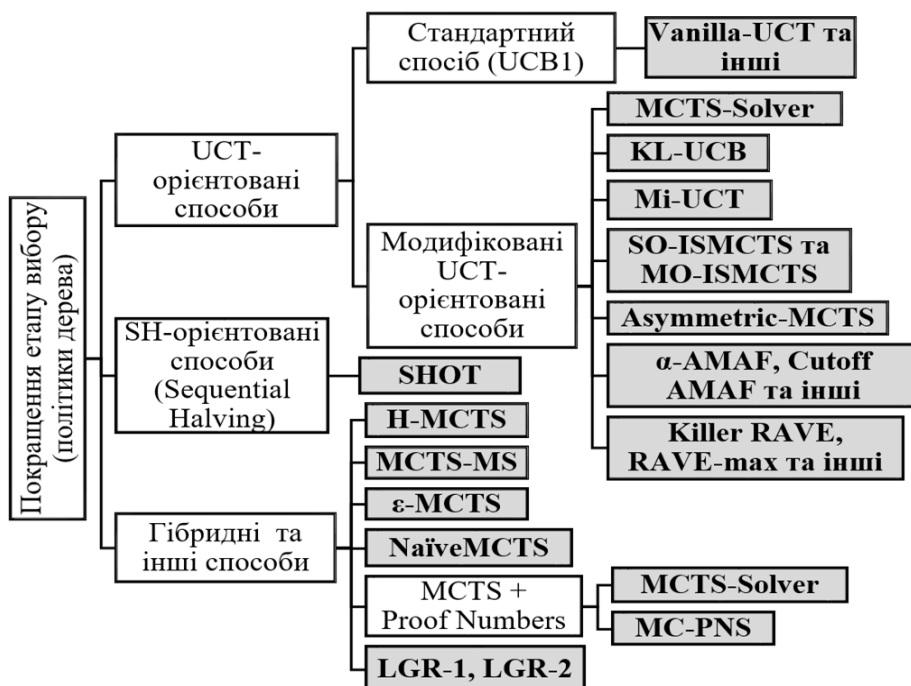 Покращення етапу вибору
(політики дерева)
UCT-
орієнтовані
способи
Стандартний
спосіб (UCB1)
Vanilla-UCT та
інші
Модифіковані
UCT-
орієнтовані
способи
MCTS-Solver
KL-UCB
Mi-UCT
SO-ISMCTS та
MO-ISMCTS
Asymmetric-MCTS
α-AMAF, Cutoff
AMAF та інші
Killer RAVE,
RAVE-max та інші
SH-орієнтовані
способи
(Sequential
Halving)
SHOT
Гібридні та
інші способи
H-MCTS
MCTS-MS
ε-MCTS
NaïveMCTS
MCTS +
Proof Numbers
MCTS-Solver
MC-PNS
LGR-1, LGR-2